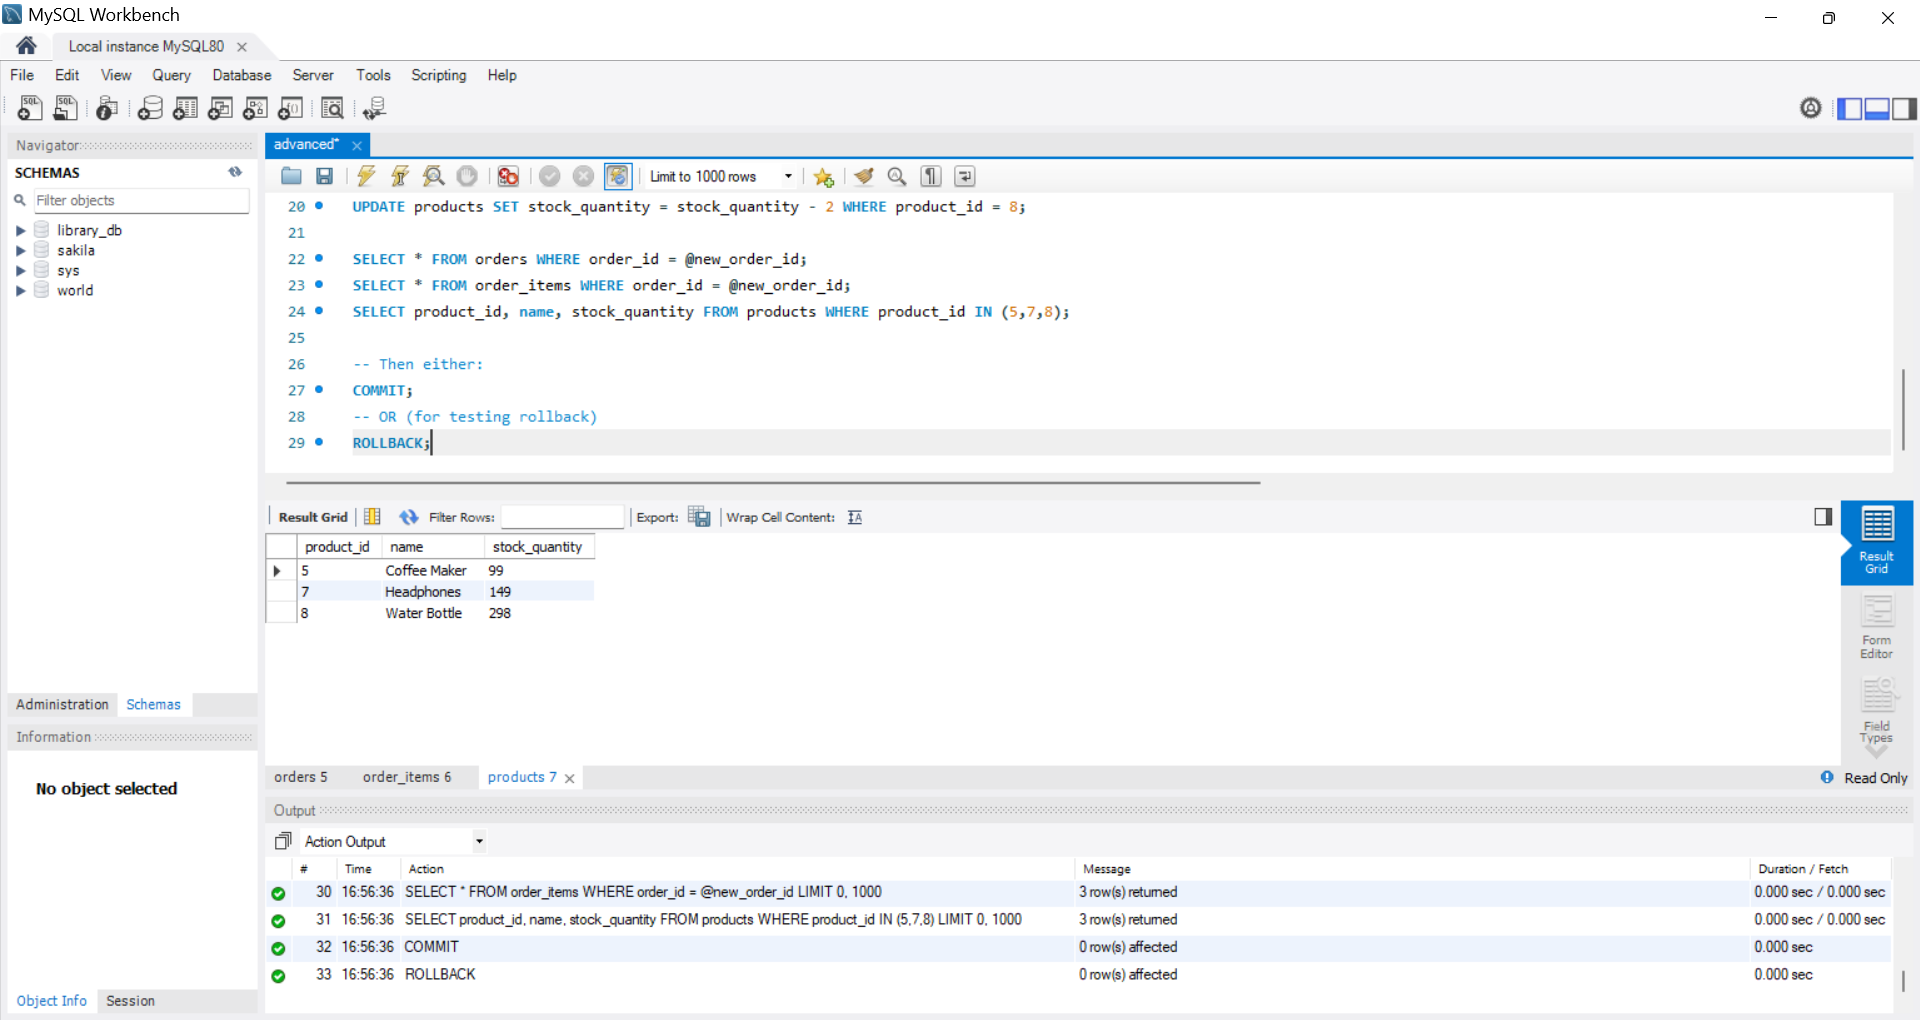 MySQL Workbench
Local instance MySQL80
File Edit View Query Database Server Tools Scripting Help
Navigator
SCHEMAS
Filter objects
library_db
sakila
sys
world
Administration Schemas
Information
No object selected
Object Info Session
advanced*
Limit to 1000 rows
20 UPDATE products SET stock_quantity = stock_quantity - 2 WHERE product_id = 8;
21
22 SELECT * FROM orders WHERE order_id = @new_order_id;
23 SELECT * FROM order_items WHERE order_id = @new_order_id;
24 SELECT product_id, name, stock_quantity FROM products WHERE product_id IN (5,7,8);
25
26 -- Then either:
27 COMMIT;
28 -- OR (for testing rollback)
29 ROLLBACK;
Result Grid Filter Rows: Export: Wrap Cell Content:
product_id name stock_quantity
5 Coffee Maker 99
7 Headphones 149
8 Water Bottle 298
Result Grid
Form Editor
Field Types
orders 5 order_items 6 products 7
Read Only
Output
Action Output
# Time Action Message Duration / Fetch
30 16:56:36 SELECT * FROM order_items WHERE order_id = @new_order_id LIMIT 0, 1000 3 row(s) returned 0.000 sec / 0.000 sec
31 16:56:36 SELECT product_id, name, stock_quantity FROM products WHERE product_id IN (5,7,8) LIMIT 0, 1000 3 row(s) returned 0.000 sec / 0.000 sec
32 16:56:36 COMMIT 0 row(s) affected 0.000 sec
33 16:56:36 ROLLBACK 0 row(s) affected 0.000 sec